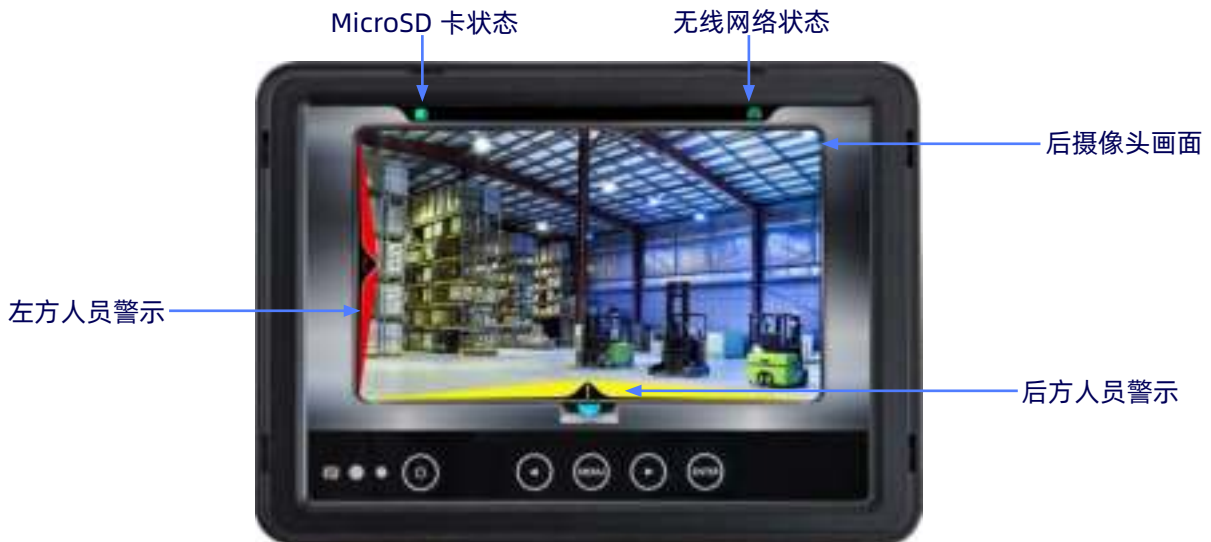 MicroSD 卡状态
无线网络状态
后摄像头画面
左方人员警示
后方人员警示
MENU
ENTER